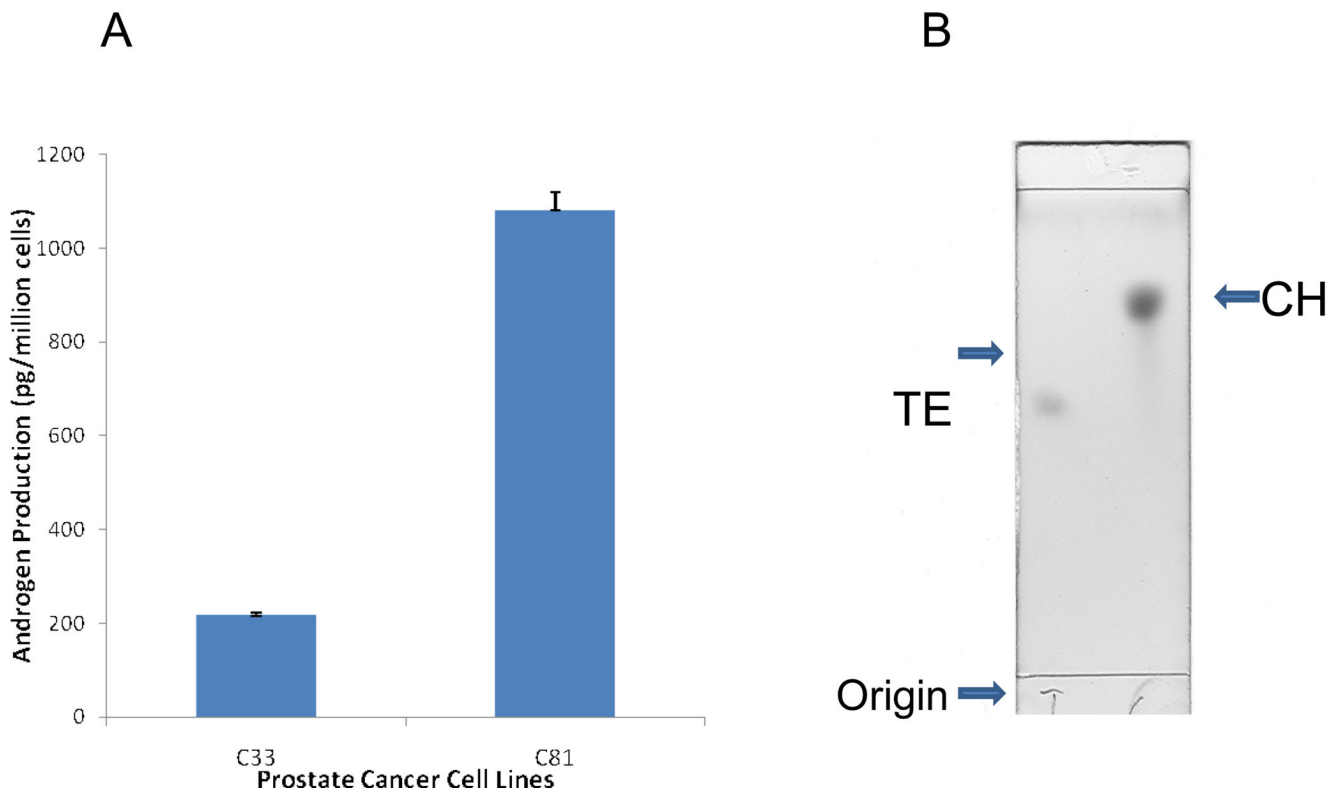 A
B
Androgen Production (pg/million cells)
1200
1000
800
600
400
200
0
C33
C81
Prostate Cancer Cell Lines
CH
TE
Origin